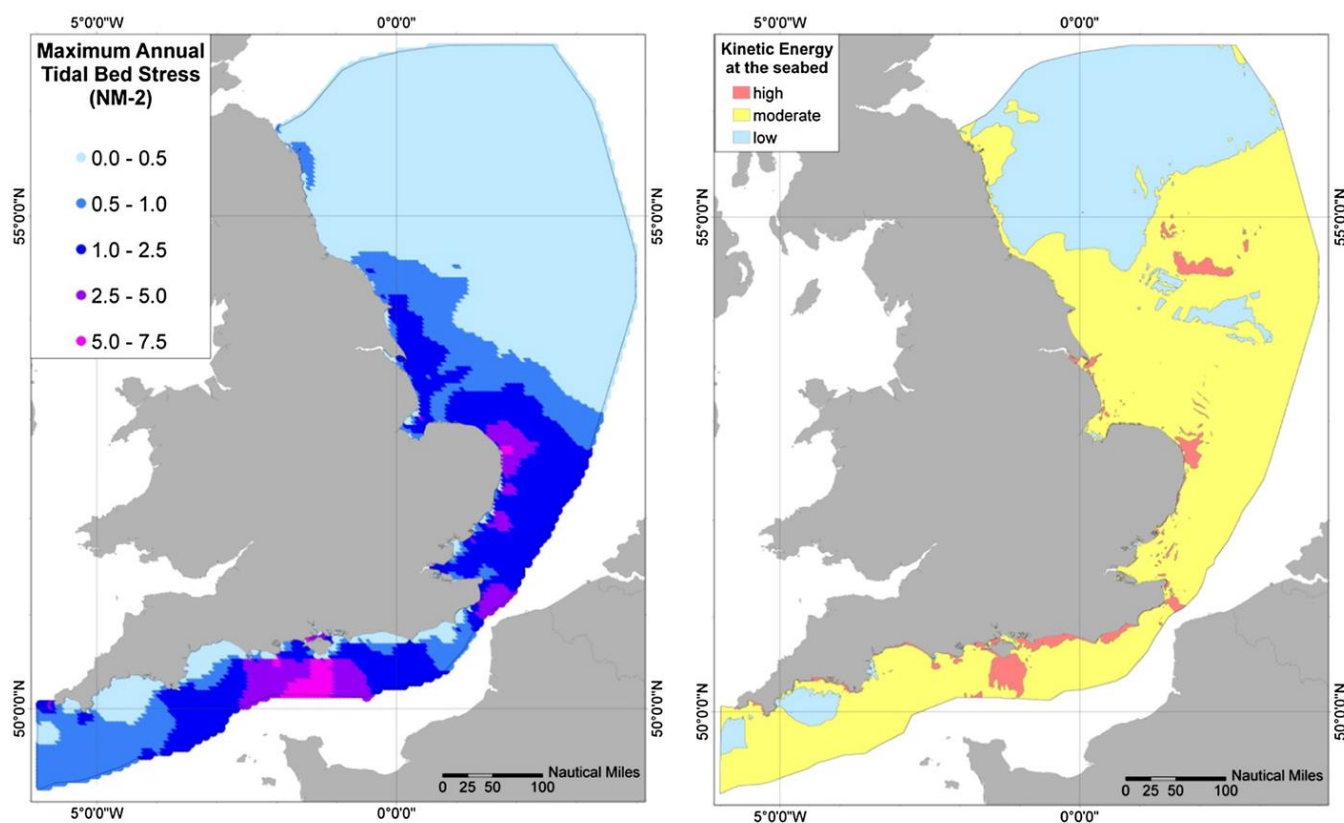 5°0'0"W
0°0'0"
5°0'0"W
0°0'0"
Maximum Annual
Tidal Bed Stress
(NM-2)
0.0 - 0.5
0.5 - 1.0
1.0 - 2.5
2.5 - 5.0
5.0 - 7.5
55°0'0"N
55°0'0"N
50°0'0"N
50°0'0"N
Nautical Miles
0 25 50 100
5°0'0"W
0°0'0"
Kinetic Energy
at the seabed
high
moderate
low
55°0'0"N
55°0'0"N
50°0'0"N
50°0'0"N
Nautical Miles
0 25 50 100
5°0'0"W
0°0'0"